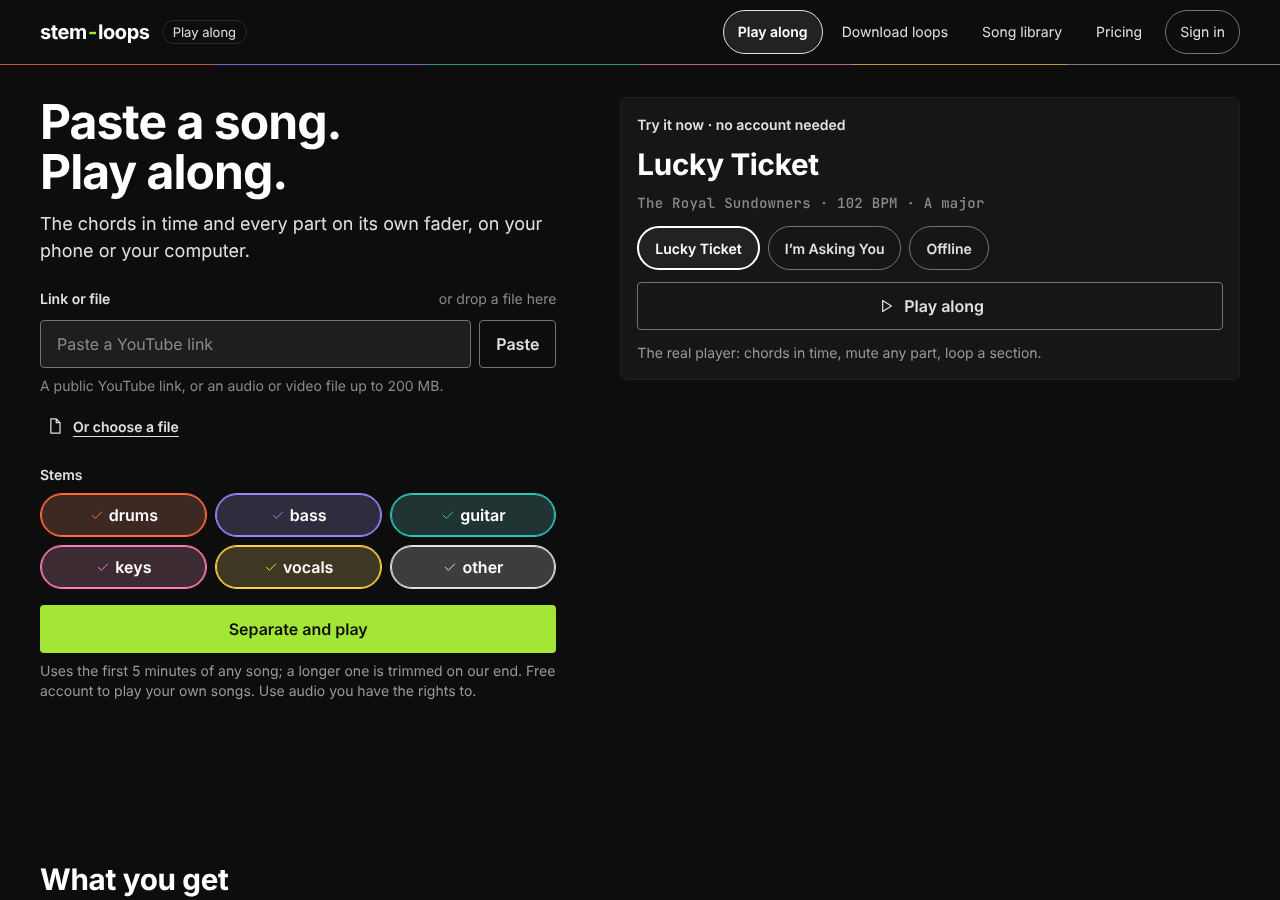 stem-loops
Play along
Play along
Download loops
Song library
Pricing
Sign in
Paste a song.
Play along.
The chords in time and every part on its own fader, on your
phone or your computer.
Link or file
or drop a file here
Paste a YouTube link
Paste
A public YouTube link, or an audio or video file up to 200 MB.
Or choose a file
Stems
drums
bass
guitar
keys
vocals
other
Separate and play
Uses the first 5 minutes of any song; a longer one is trimmed on our end. Free
account to play your own songs. Use audio you have the rights to.
Try it now · no account needed
Lucky Ticket
The Royal Sundowners · 102 BPM · A major
Lucky Ticket
I’m Asking You
Offline
Play along
The real player: chords in time, mute any part, loop a section.
What you get